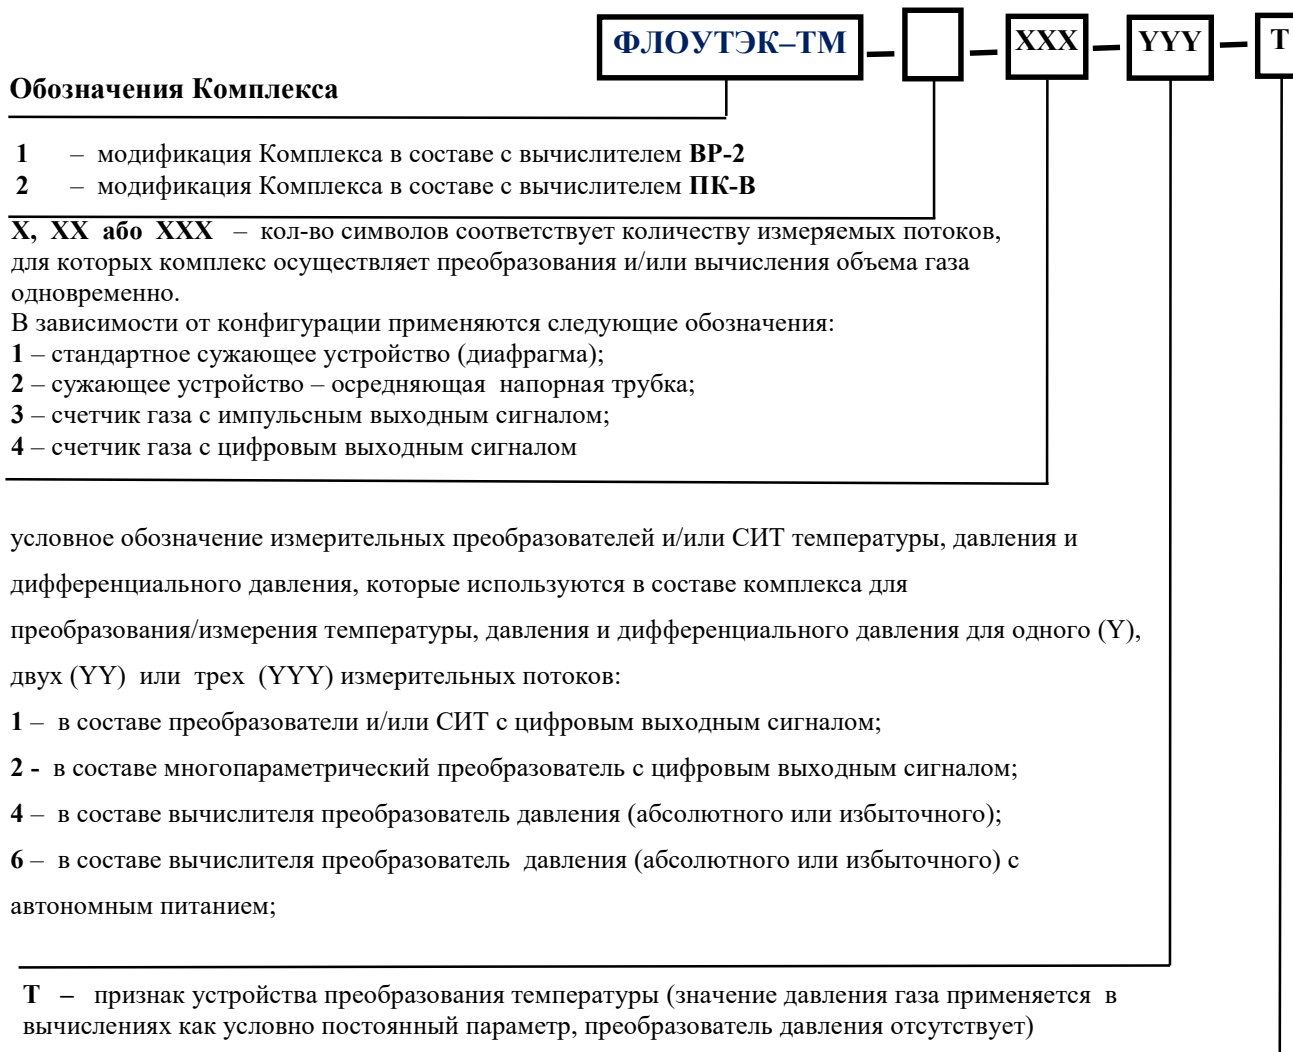 ФЛОУТЭК–ТМ – – XXX – YYY – Т
Обозначения Комплекса
1 – модификация Комплекса в составе с вычислителем ВР-2
2 – модификация Комплекса в составе с вычислителем ПК-В
Х, ХХ або ХХХ – кол-во символов соответствует количеству измеряемых потоков,
для которых комплекс осуществляет преобразования и/или вычисления объема газа
одновременно.
В зависимости от конфигурации применяются следующие обозначения:
1 – стандартное сужающее устройство (диафрагма);
2 – сужающее устройство – осредняющая напорная трубка;
3 – счетчик газа с импульсным выходным сигналом;
4 – счетчик газа с цифровым выходным сигналом
условное обозначение измерительных преобразователей и/или СИТ температуры, давления и
дифференциального давления, которые используются в составе комплекса для
преобразования/измерения температуры, давления и дифференциального давления для одного (Y),
двух (YY) или трех (YYY) измерительных потоков:
1 – в составе преобразователи и/или СИТ с цифровым выходным сигналом;
2 - в составе многопараметрический преобразователь с цифровым выходным сигналом;
4 – в составе вычислителя преобразователь давления (абсолютного или избыточного);
6 – в составе вычислителя преобразователь давления (абсолютного или избыточного) с
автономным питанием;
Т – признак устройства преобразования температуры (значение давления газа применяется в
вычислениях как условно постоянный параметр, преобразователь давления отсутствует)